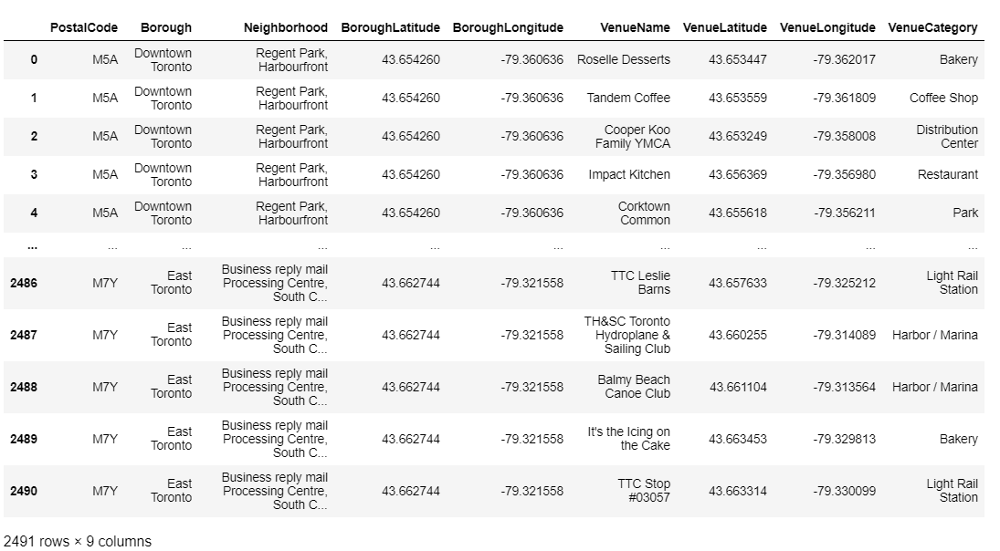 PostalCode Borough Neighborhood BoroughLatitude BoroughLongitude VenueName VenueLatitude VenueLongitude VenueCategory
0 M5A Downtown Toronto Regent Park, Harbourfront 43.654260 -79.360636 Roselle Desserts 43.653447 -79.362017 Bakery
1 M5A Downtown Toronto Regent Park, Harbourfront 43.654260 -79.360636 Tandem Coffee 43.653559 -79.361809 Coffee Shop
2 M5A Downtown Toronto Regent Park, Harbourfront 43.654260 -79.360636 Cooper Koo Family YMCA 43.653249 -79.358008 Distribution Center
3 M5A Downtown Toronto Regent Park, Harbourfront 43.654260 -79.360636 Impact Kitchen 43.656369 -79.356980 Restaurant
4 M5A Downtown Toronto Regent Park, Harbourfront 43.654260 -79.360636 Corktown Common 43.655618 -79.356211 Park
... ... ... ... ... ... ... ... ... ...
2486 M7Y East Toronto Business reply mail Processing Centre, South C... 43.662744 -79.321558 TTC Leslie Barns 43.657633 -79.325212 Light Rail Station
2487 M7Y East Toronto Business reply mail Processing Centre, South C... 43.662744 -79.321558 TH&SC Toronto Hydroplane & Sailing Club 43.660255 -79.314089 Harbor / Marina
2488 M7Y East Toronto Business reply mail Processing Centre, South C... 43.662744 -79.321558 Balmy Beach Canoe Club 43.661104 -79.313564 Harbor / Marina
2489 M7Y East Toronto Business reply mail Processing Centre, South C... 43.662744 -79.321558 It's the Icing on the Cake 43.663453 -79.329813 Bakery
2490 M7Y East Toronto Business reply mail Processing Centre, South C... 43.662744 -79.321558 TTC Stop #03057 43.663314 -79.330099 Light Rail Station
2491 rows × 9 columns